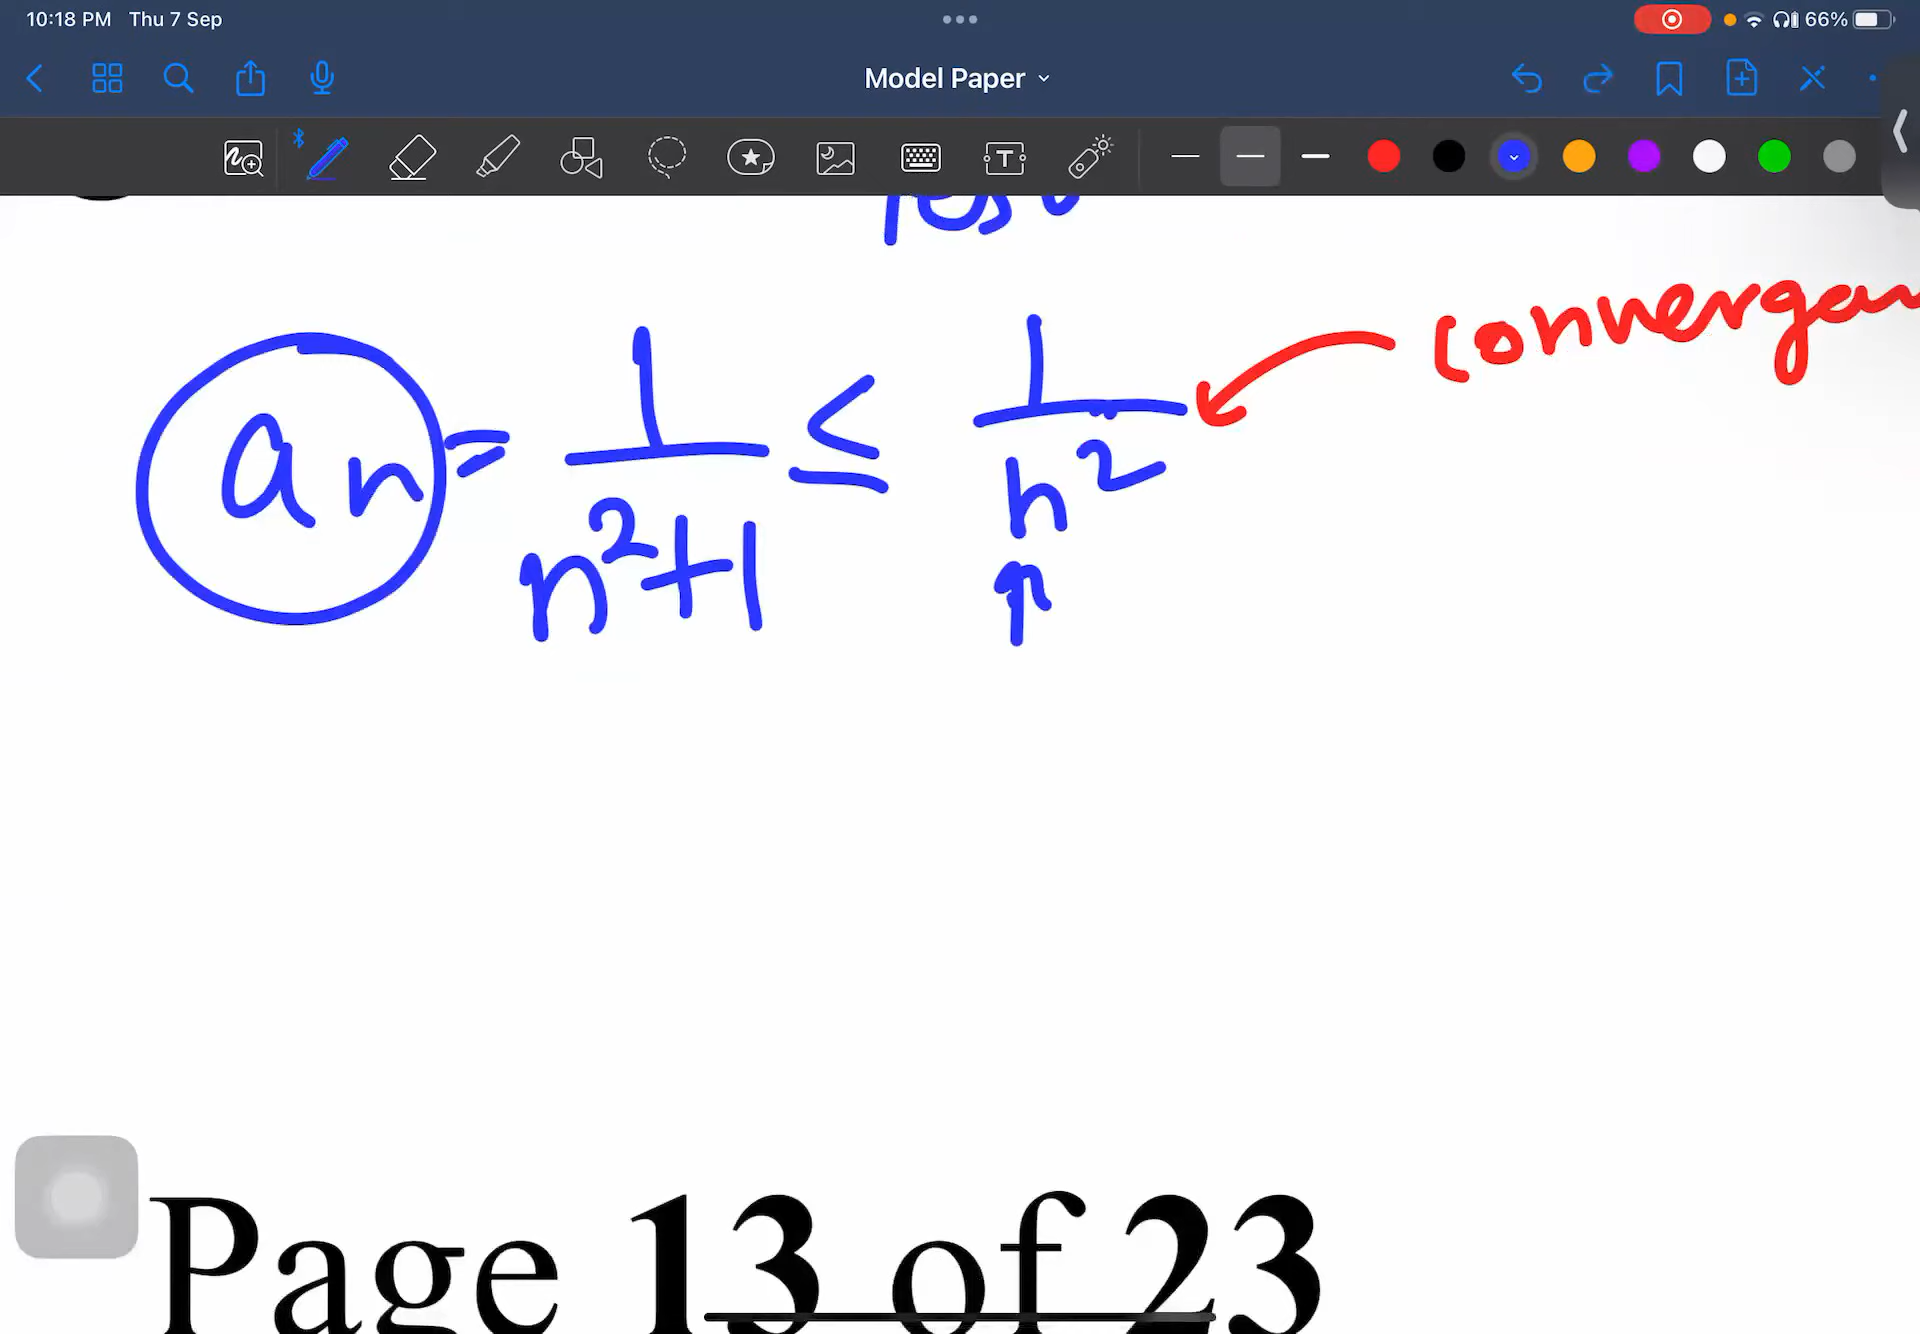 10:18 PM Thu 7 Sep
66%
Model Paper
T
convergen
aₙ = 1/(n²+1) ≤ 1/n²
Page 13 of 23